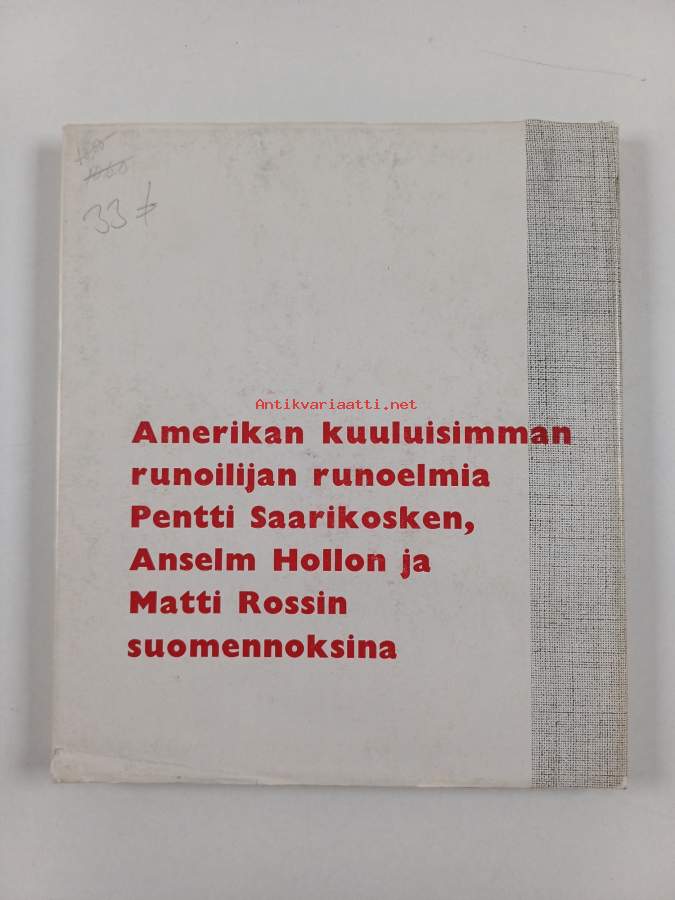 33
Antikvariaatti.net
Amerikan kuuluisimman
runoilijan runoelmia
Pentti Saarikosken,
Anselm Hollon ja
Matti Rossin
suomennoksina